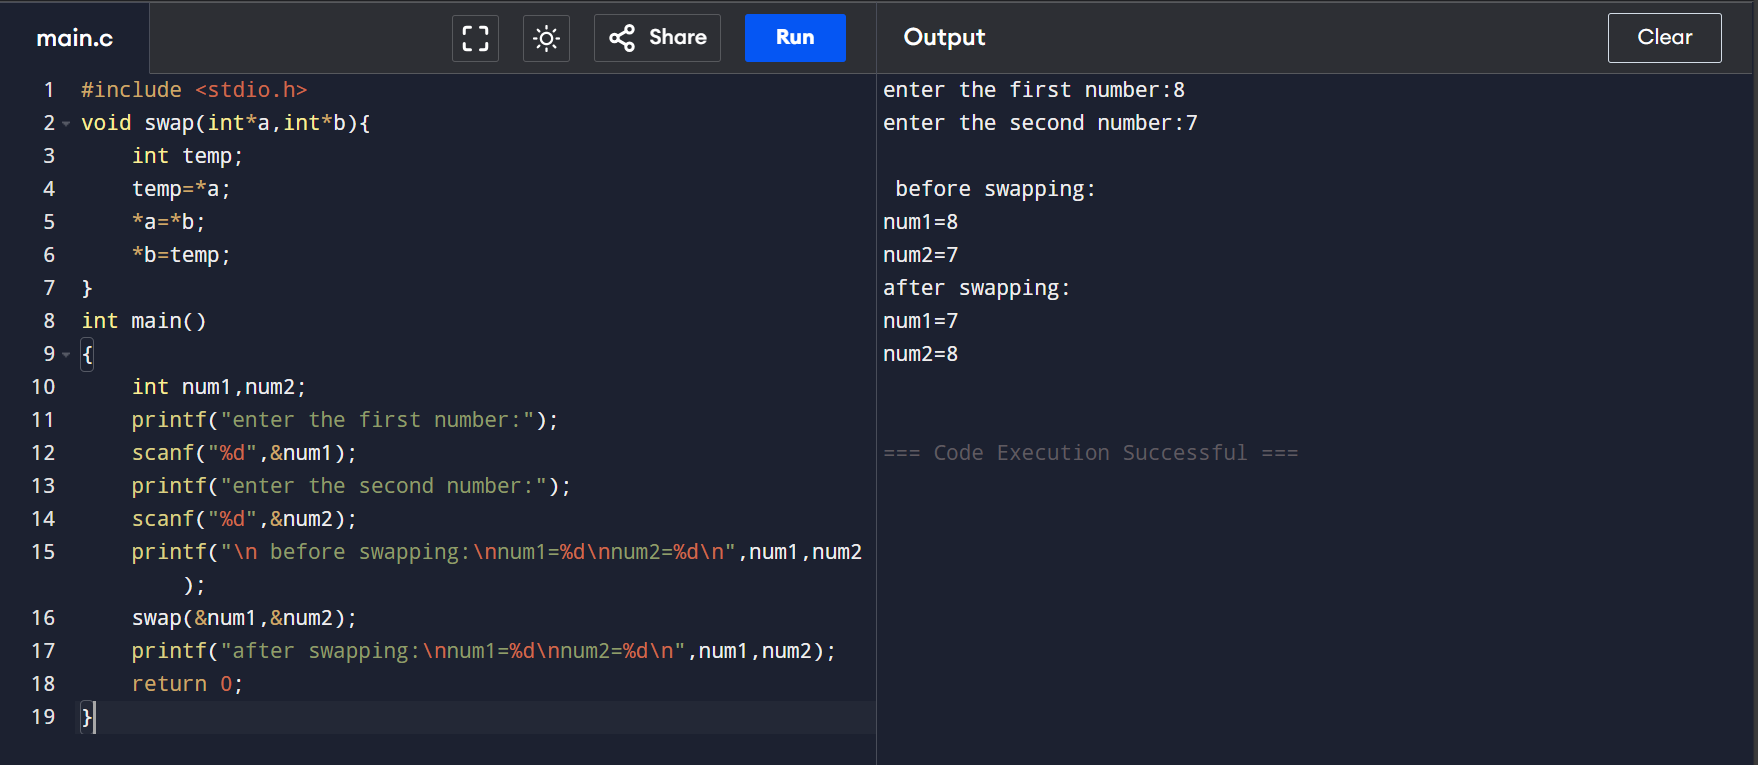 main.c
Share
Run
Output
Clear
1 #include <stdio.h>
2 void swap(int*a,int*b){
3     int temp;
4     temp=*a;
5     *a=*b;
6     *b=temp;
7 }
8 int main()
9 {
10     int num1,num2;
11     printf("enter the first number:");
12     scanf("%d",&num1);
13     printf("enter the second number:");
14     scanf("%d",&num2);
15     printf("\n before swapping:\nnum1=%d\nnum2=%d\n",num1,num2
        );
16     swap(&num1,&num2);
17     printf("after swapping:\nnum1=%d\nnum2=%d\n",num1,num2);
18     return 0;
19 }
enter the first number:8
enter the second number:7
 before swapping:
num1=8
num2=7
after swapping:
num1=7
num2=8
=== Code Execution Successful ===